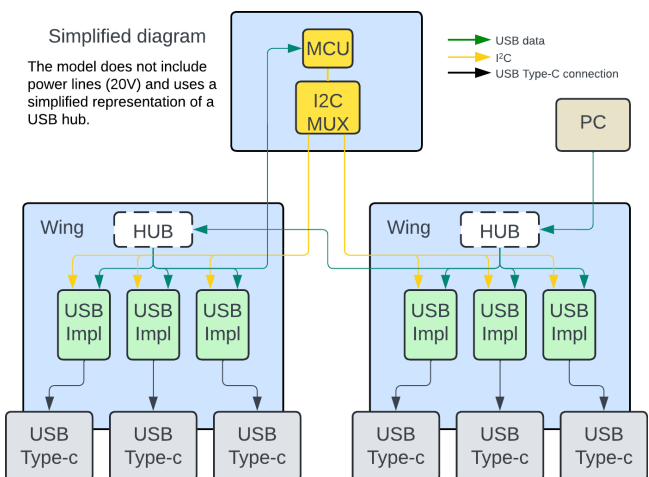 Simplified diagram
The model does not include
power lines (20V) and uses a
simplified representation of a
USB hub.
MCU
I2C
MUX
USB data
I²C
USB Type-C connection
PC
Wing
HUB
USB
Impl
USB
Impl
USB
Impl
USB
Type-c
USB
Type-c
USB
Type-c
Wing
HUB
USB
Impl
USB
Impl
USB
Impl
USB
Type-c
USB
Type-c
USB
Type-c